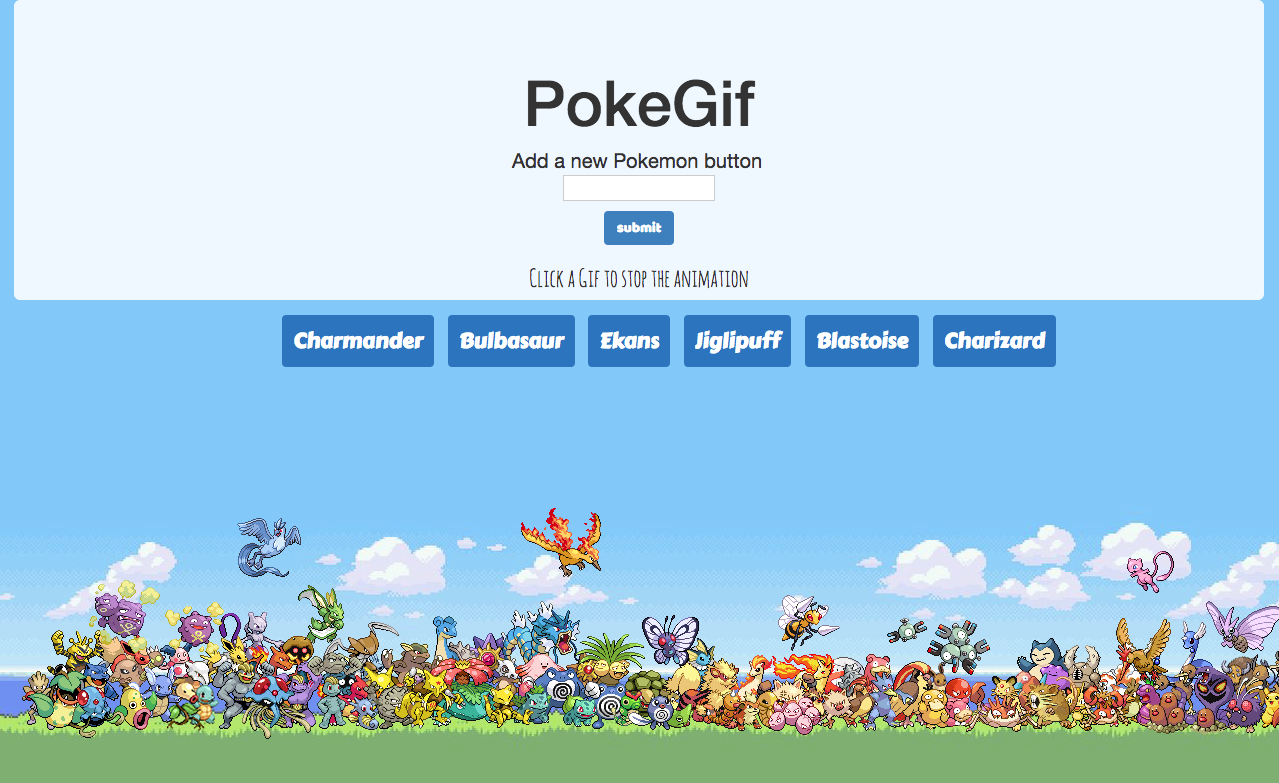 PokeGif
Add a new Pokemon button
submit
Click a Gif to stop the animation
Charmander Bulbasaur Ekans Jiglipuff Blastoise Charizard